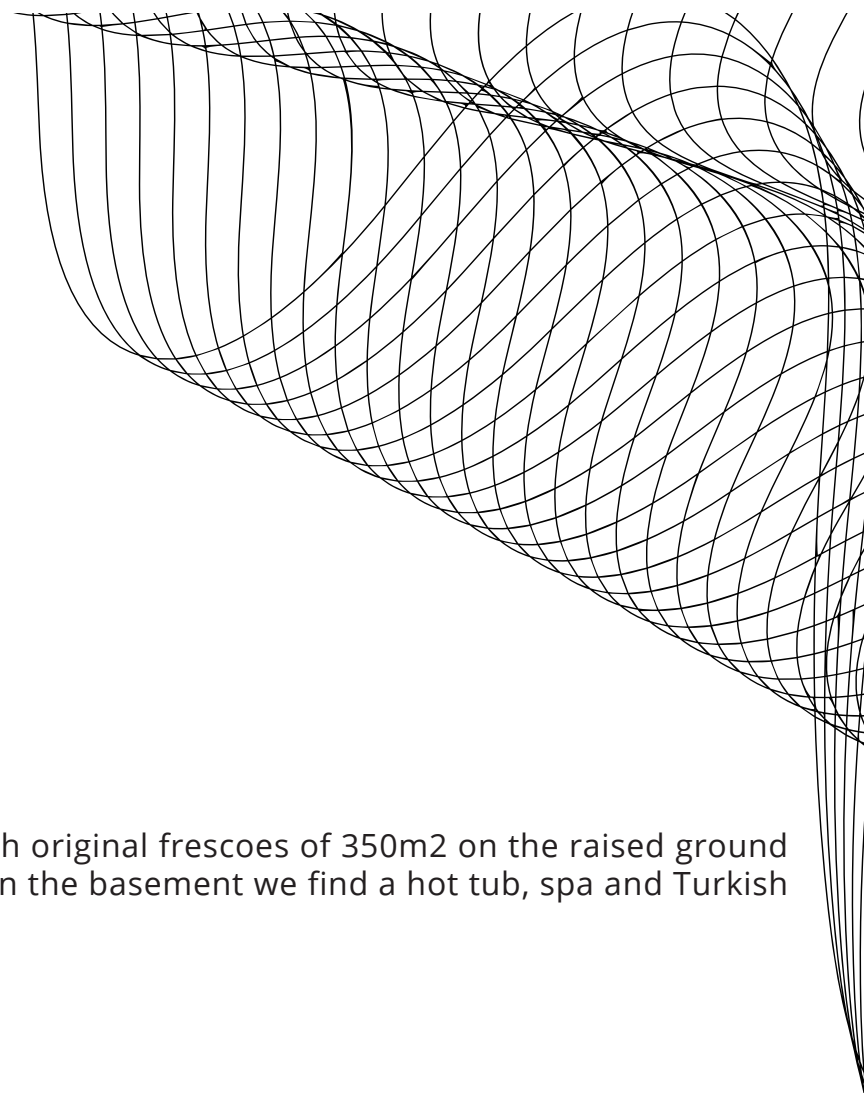 h original frescoes of 350m2 on the raised ground
n the basement we find a hot tub, spa and Turkish